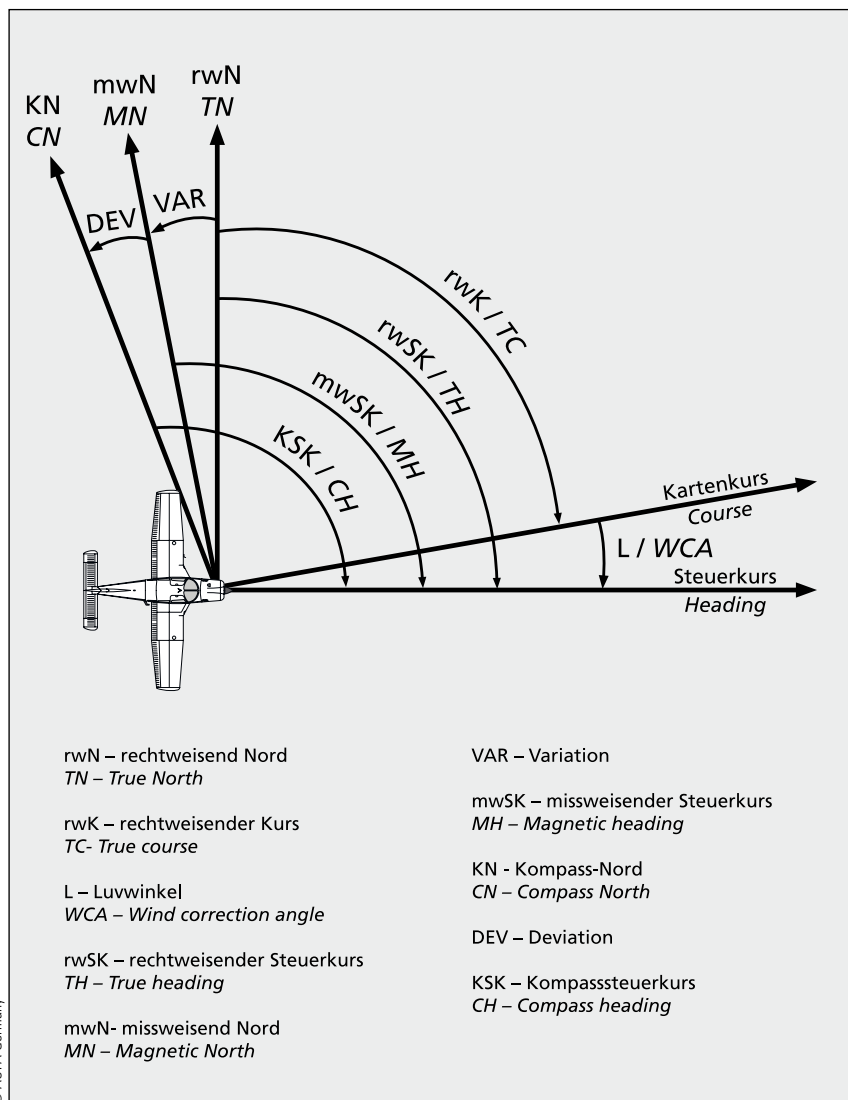 rwN
TN
mwN
MN
KN
CN
VAR
DEV
rwK / TC
rwSK / TH
mwSK / MH
KSK / CH
Kartenkurs
Course
L / WCA
Steuerkurs
Heading
rwN – rechtweisend Nord
TN – True North
rwK – rechtweisender Kurs
TC- True course
L – Luvwinkel
WCA – Wind correction angle
rwSK – rechtweisender Steuerkurs
TH – True heading
mwN- missweisend Nord
MN – Magnetic North
VAR – Variation
mwSK – missweisender Steuerkurs
MH – Magnetic heading
KN - Kompass-Nord
CN – Compass North
DEV – Deviation
KSK – Kompasssteuerkurs
CH – Compass heading